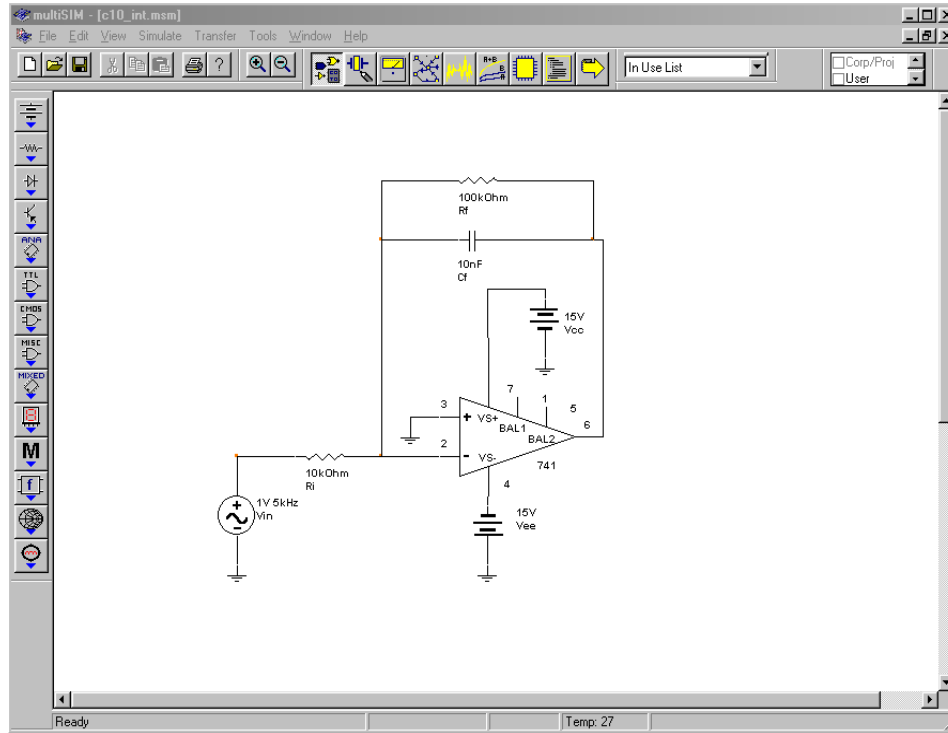 multiSIM - [c10_int.msm]
File Edit View Simulate Transfer Tools Window Help
In Use List
Corp/Proj
User
ANA
TTL
CMOS
MISC
MIXED
M
f
100kOhm
Rf
10nF
Cf
15V
Vcc
7
1
5
3
6
+ VS+
BAL1
BAL2
2
- VS-
741
10kOhm
Ri
4
1V 5kHz
Vin
15V
Vee
Ready
Temp: 27